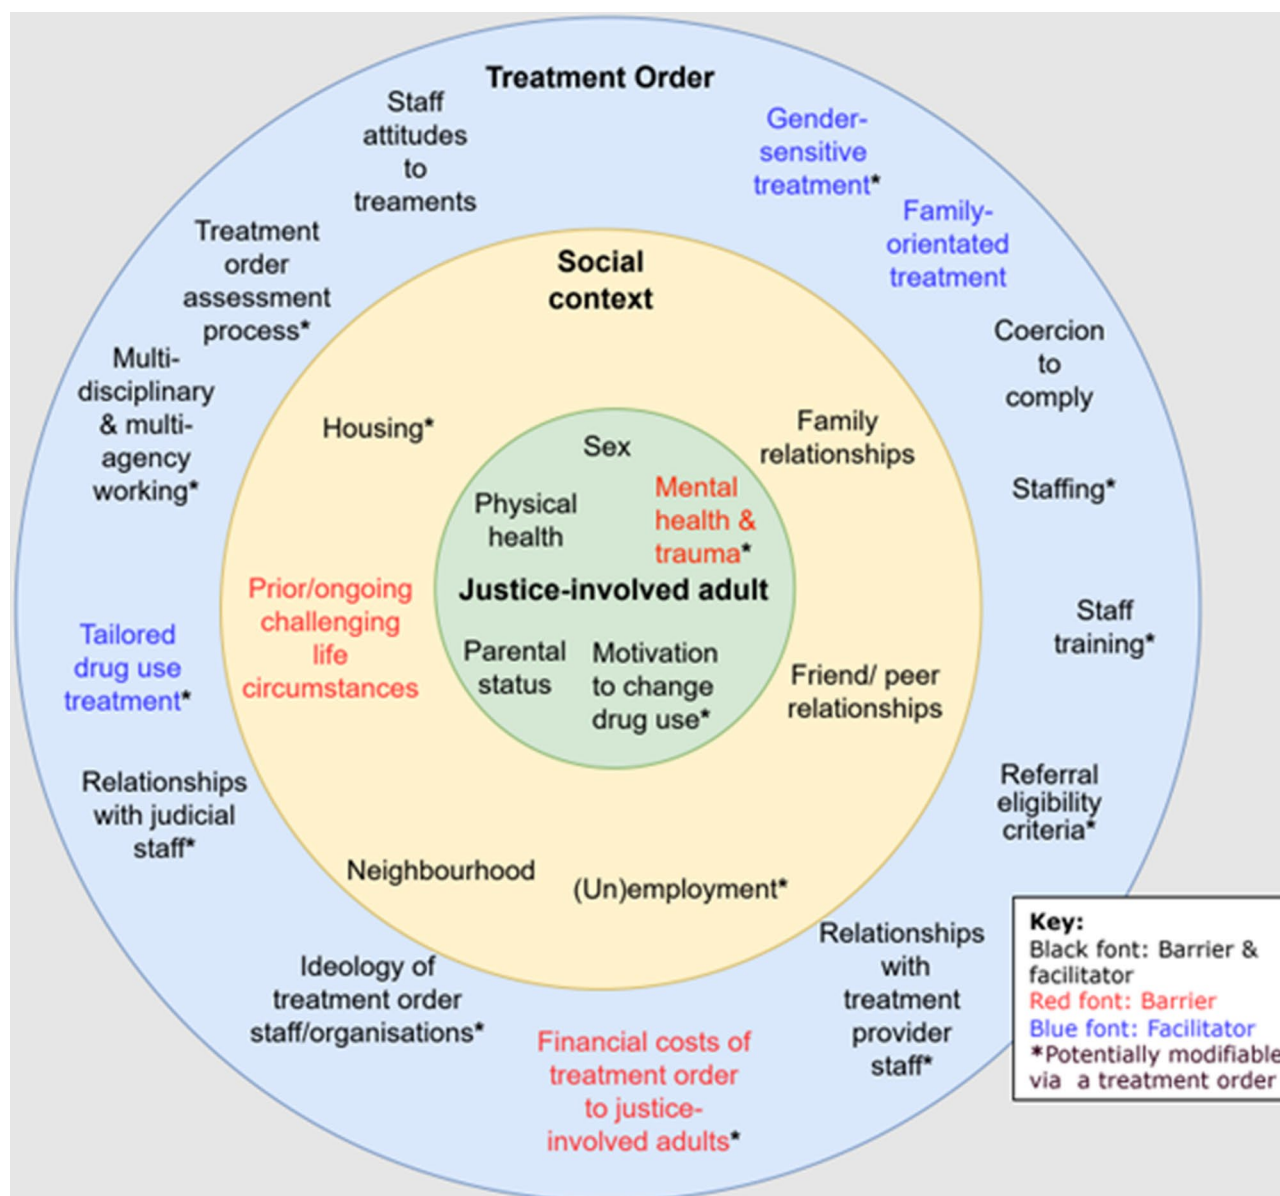 Treatment Order
Staff
attitudes
to
treaments
Gender-
sensitive
treatment*
Family-
orientated
treatment
Treatment
order
assessment
process*
Coercion
to
comply
Multi-
disciplinary
& multi-
agency
working*
Staffing*
Staff
training*
Tailored
drug use
treatment*
Relationships
with judicial
staff*
Referral
eligibility
criteria*
Ideology of
treatment order
staff/organisations*
Financial costs of
treatment order
to justice-
involved adults*
Relationships
with
treatment
provider
staff*
Social
context
Housing*
Family
relationships
Prior/ongoing
challenging
life
circumstances
Friend/ peer
relationships
Neighbourhood
(Un)employment*
Sex
Physical
health
Mental
health &
trauma*
Justice-involved adult
Parental
status
Motivation
to change
drug use*
Key:
Black font: Barrier &
facilitator
Red font: Barrier
Blue font: Facilitator
*Potentially modifiable
via a treatment order